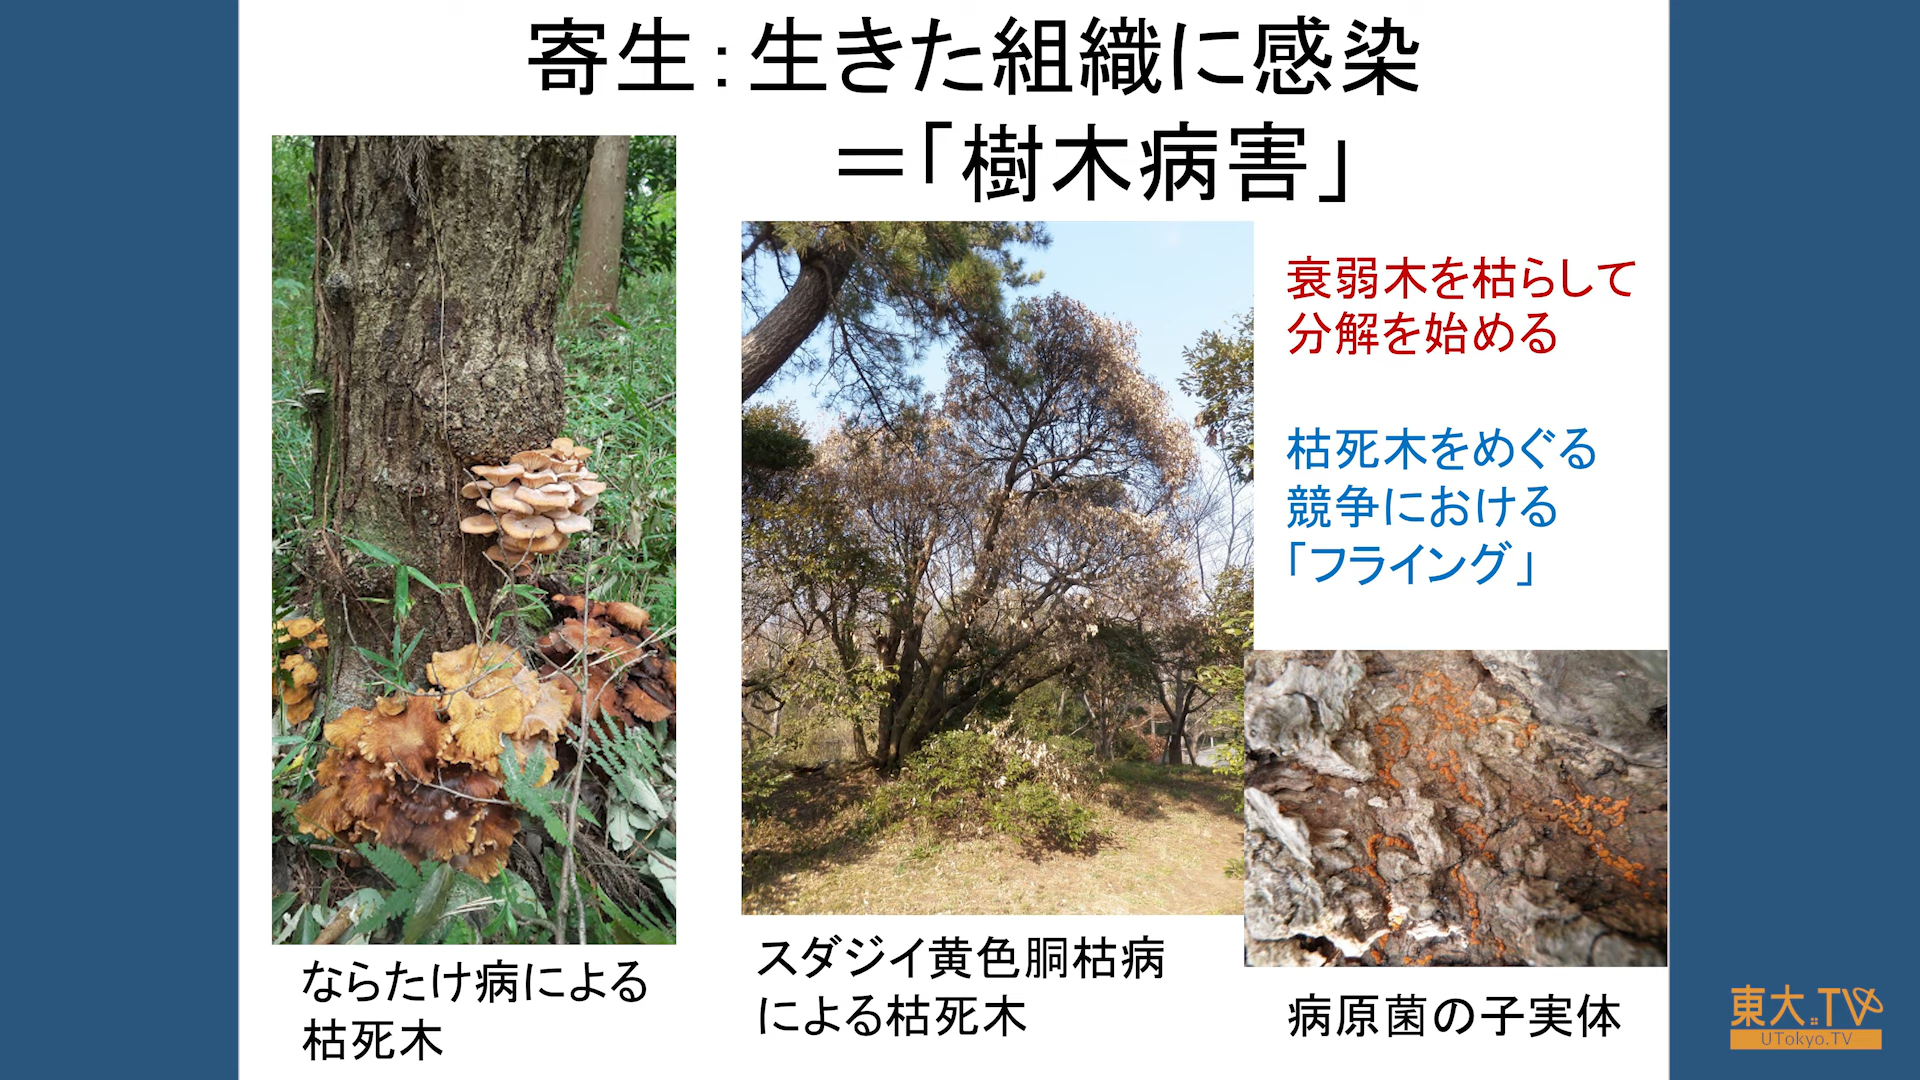 寄生：生きた組織に感染
＝「樹木病害」
衰弱木を枯らして
分解を始める
枯死木をめぐる
競争における
「フライング」
ならたけ病による
枯死木
スダジイ黄色胴枯病
による枯死木
病原菌の子実体
東大.TV
UTokyo.TV